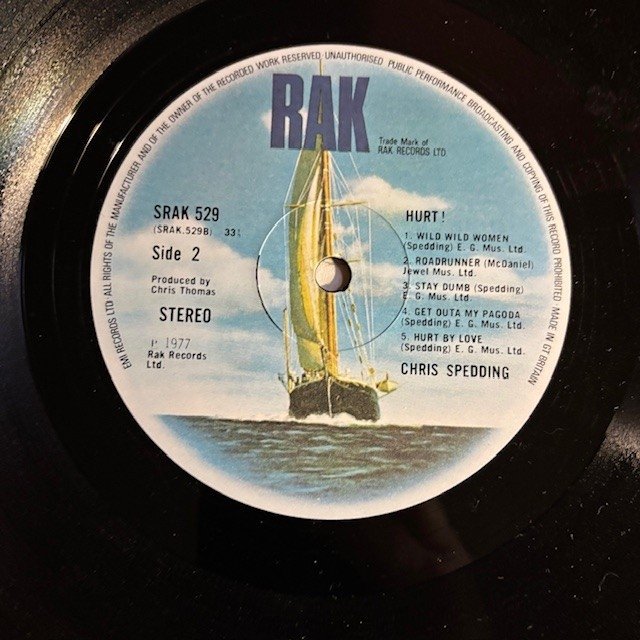 EMI RECORDS LTD ALL RIGHTS OF THE MANUFACTURER AND OF THE OWNER OF THE RECORDED WORK RESERVED UNAUTHORISED PUBLIC PERFORMANCE BROADCASTING AND COPYING OF THIS RECORD PROHIBITED MADE IN GT BRITAIN
RAK
Trade Mark of
RAK RECORDS LTD
SRAK 529
(SRAK.529B) 33⅓
Side 2
Produced by
Chris Thomas
STEREO
P 1977
Rak Records
Ltd.
HURT!
1. WILD WILD WOMEN
(Spedding) E. G. Mus. Ltd.
2. ROADRUNNER (McDaniel)
Jewel Mus. Ltd.
3. STAY DUMB (Spedding)
E. G. Mus. Ltd.
4. GET OUTA MY PAGODA
(Spedding) E. G. Mus. Ltd.
5. HURT BY LOVE
(Spedding) E. G. Mus. Ltd.
CHRIS SPEDDING